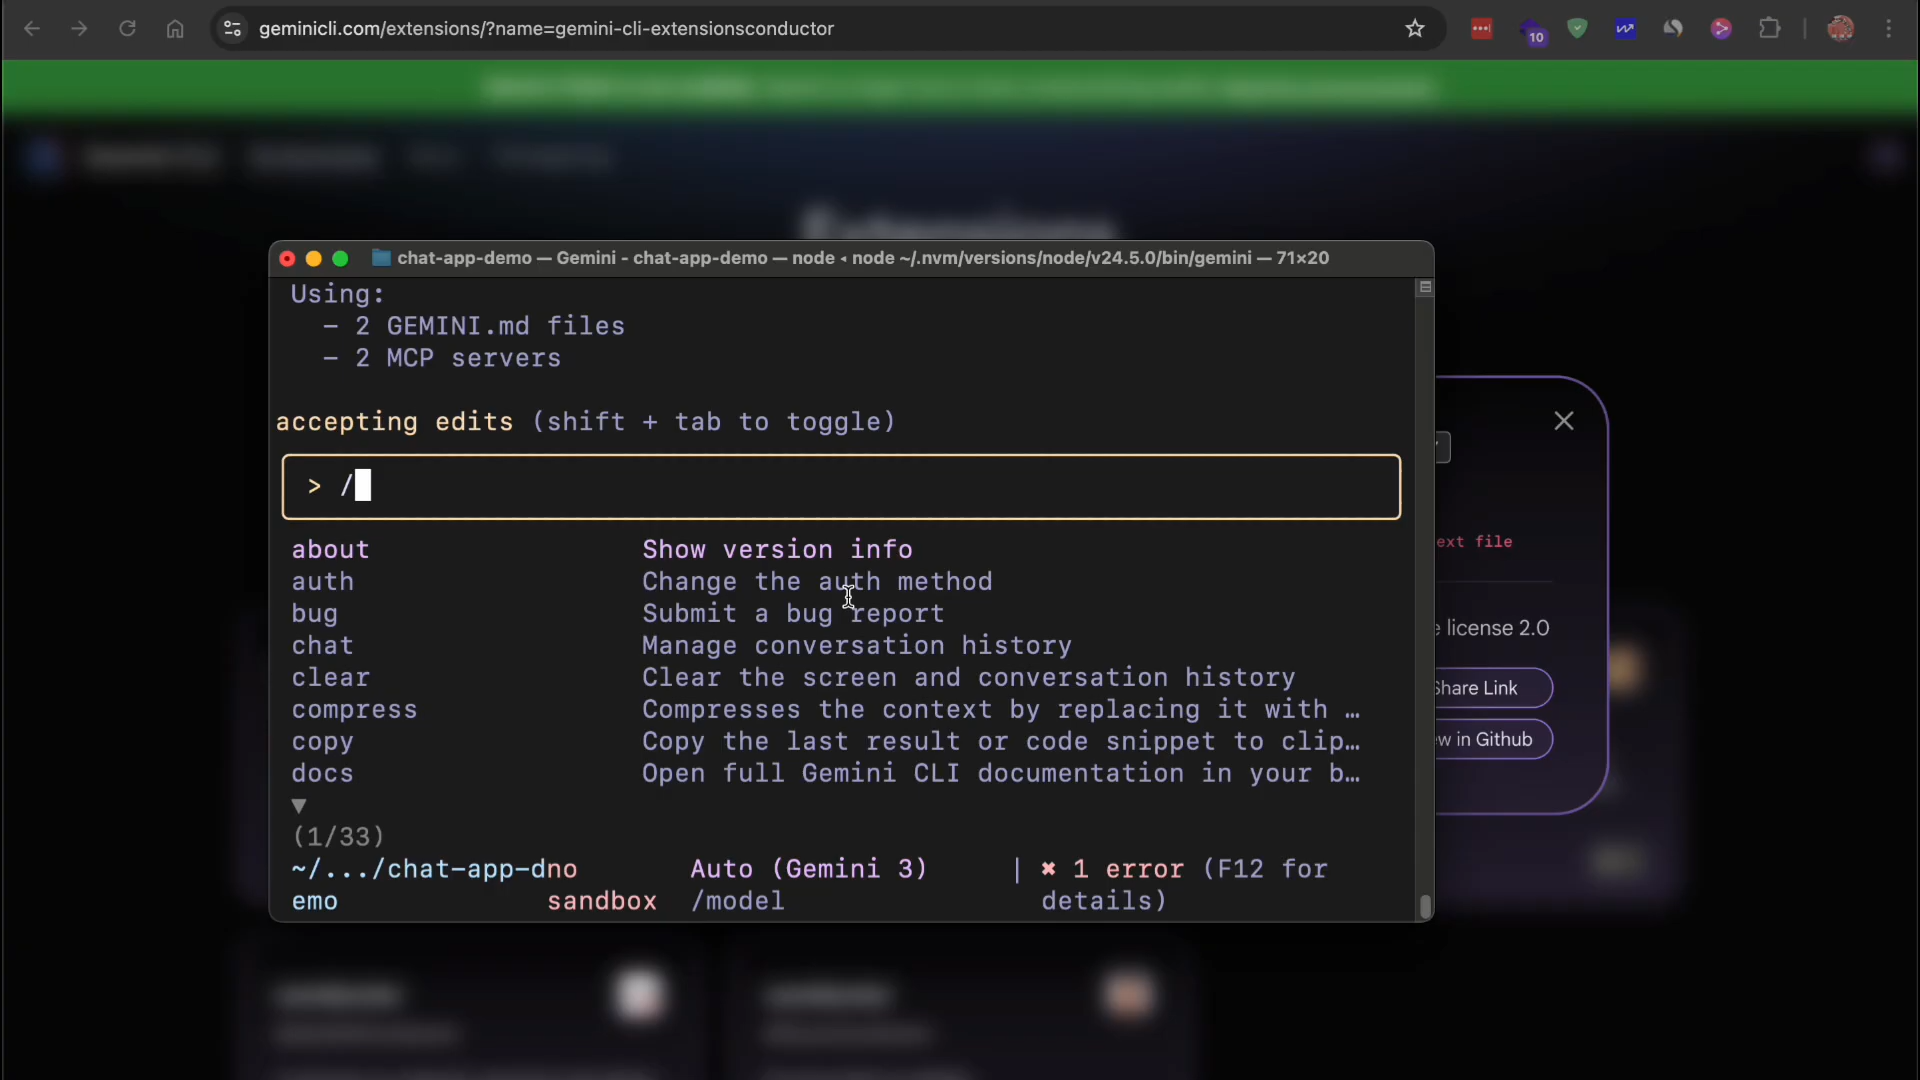 geminicli.com/extensions/?name=gemini-cli-extensionsconductor
10
Extensions
chat-app-demo — Gemini - chat-app-demo — node ◂ node ~/.nvm/versions/node/v24.5.0/bin/gemini — 71×20
Using:
– 2 GEMINI.md files
– 2 MCP servers
accepting edits (shift + tab to toggle)
> /
about Show version info
auth Change the auth method
bug Submit a bug report
chat Manage conversation history
clear Clear the screen and conversation history
compress Compresses the context by replacing it with …
copy Copy the last result or code snippet to clip…
docs Open full Gemini CLI documentation in your b…
▼
(1/33)
~/.../chat-app-dno Auto (Gemini 3) | ✖ 1 error (F12 for
emo sandbox /model details)
ext file
e license 2.0
Share Link
ew in Github